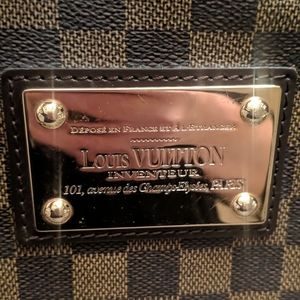 DÉPOSÉ EN FRANCE ET À L'ÉTRANGER.
LOUIS VUITTON
INVENTEUR
101, avenue des Champs-Elysées, PARIS